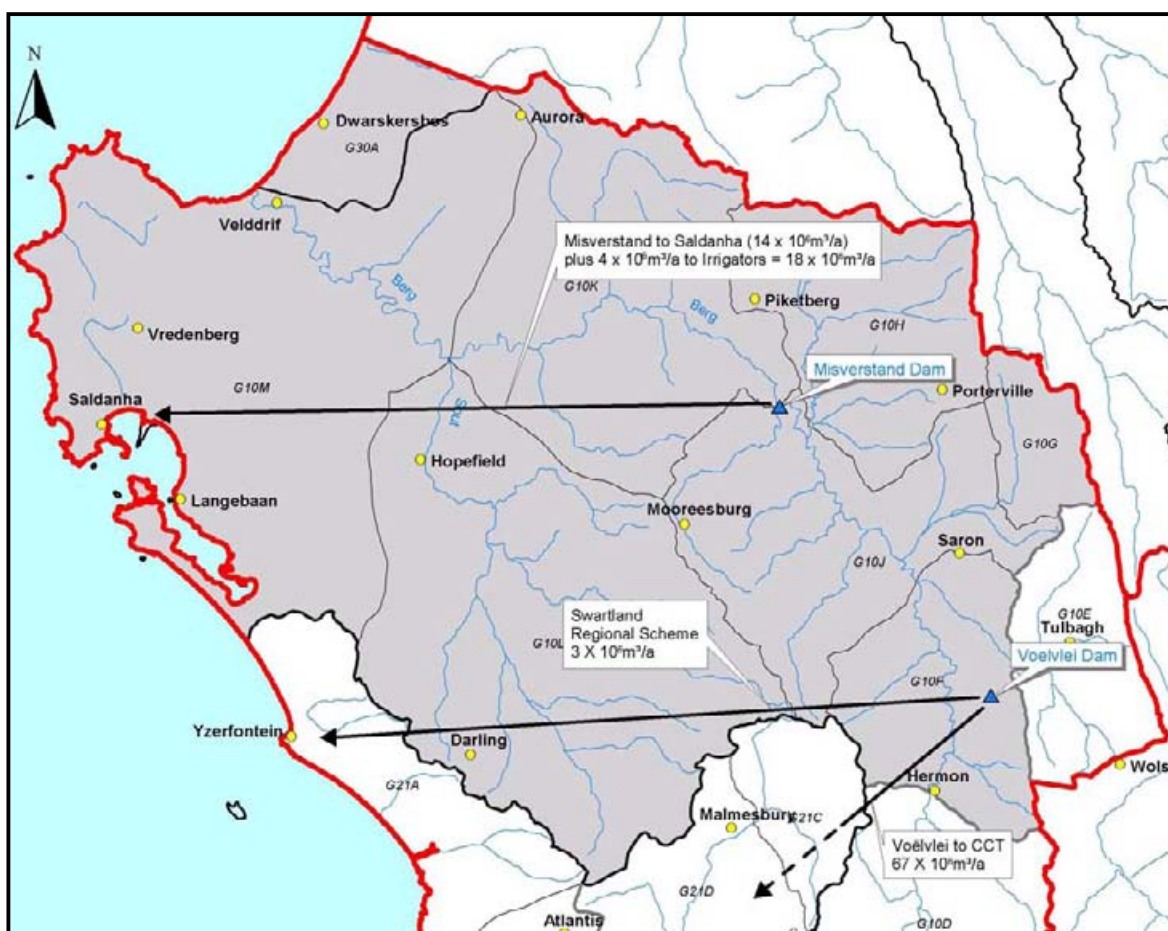 N
Dwarskersbos
Aurora
G30A
Velddrif
Misverstand to Saldanha (14 x 10⁶m³/a)
plus 4 x 10⁶m³/a to Irrigators = 18 x 10⁶m³/a
Berg
G10K
Berg
Piketberg
G10H
Vredenberg
Misverstand Dam
G10M
Porterville
Saldanha
Sout
G10G
Hopefield
Langebaan
Mooreesburg
Saron
G10J
Swartland
Regional Scheme
3 X 10⁶m³/a
G10E
Tulbagh
G10L
Voelvlei Dam
G10F
Yzerfontein
Darling
Wols
Hermon
G21A
Malmesbury
G21C
Voëlvlei to CCT
67 X 10⁶m³/a
G21D
Atlantis
G10D